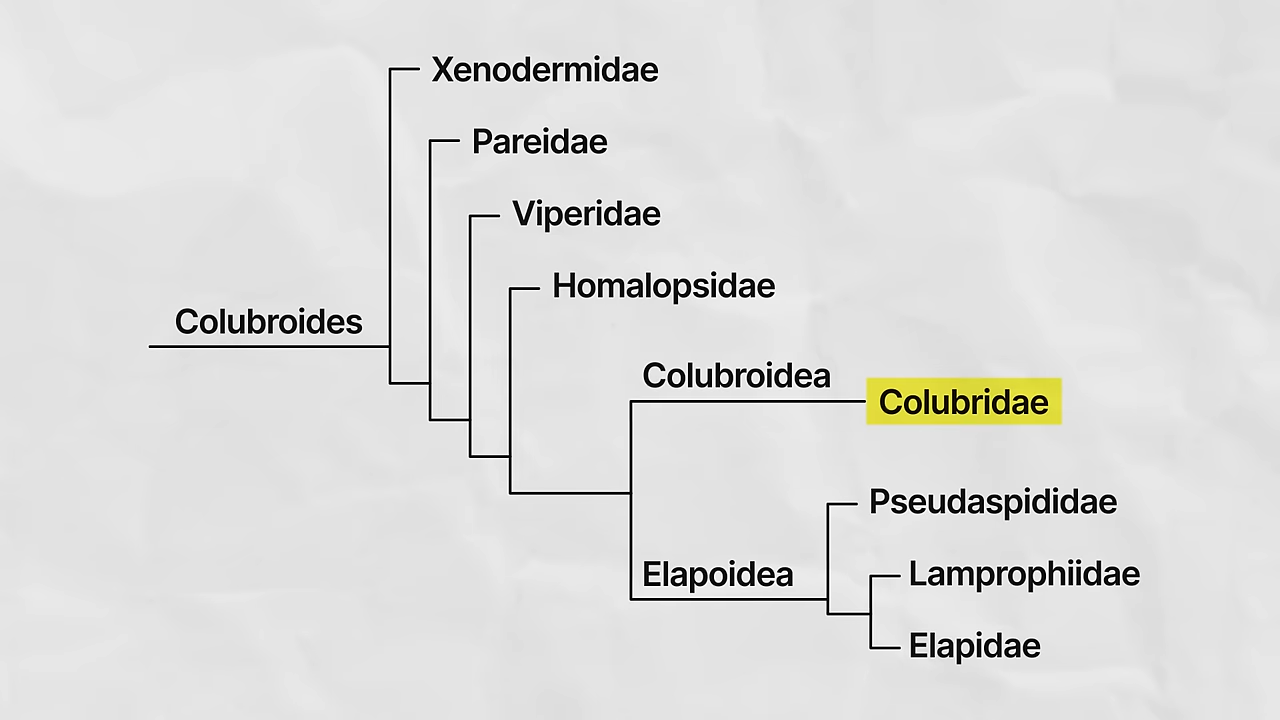 Xenodermidae
Pareidae
Viperidae
Homalopsidae
Colubroides
Colubroidea
Colubridae
Pseudaspididae
Lamprophiidae
Elapoidea
Elapidae